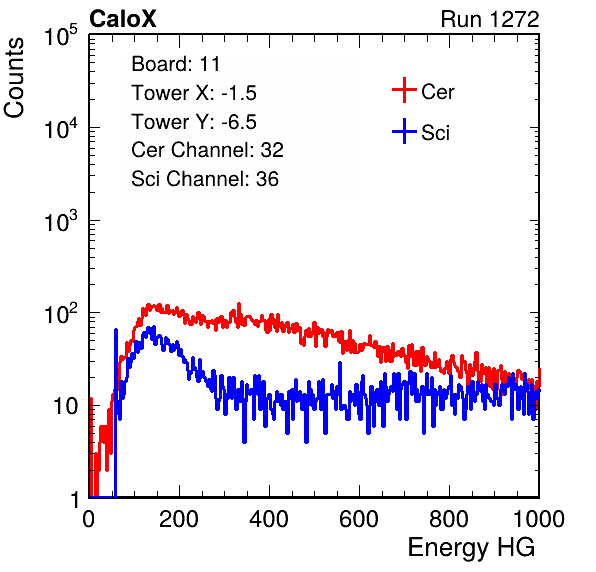 CaloX Run 1272
Counts
Board: 11
Tower X: -1.5
Tower Y: -6.5
Cer Channel: 32
Sci Channel: 36
Cer
Sci
10^5
10^4
10^3
10^2
10
1
0 200 400 600 800 1000
Energy HG